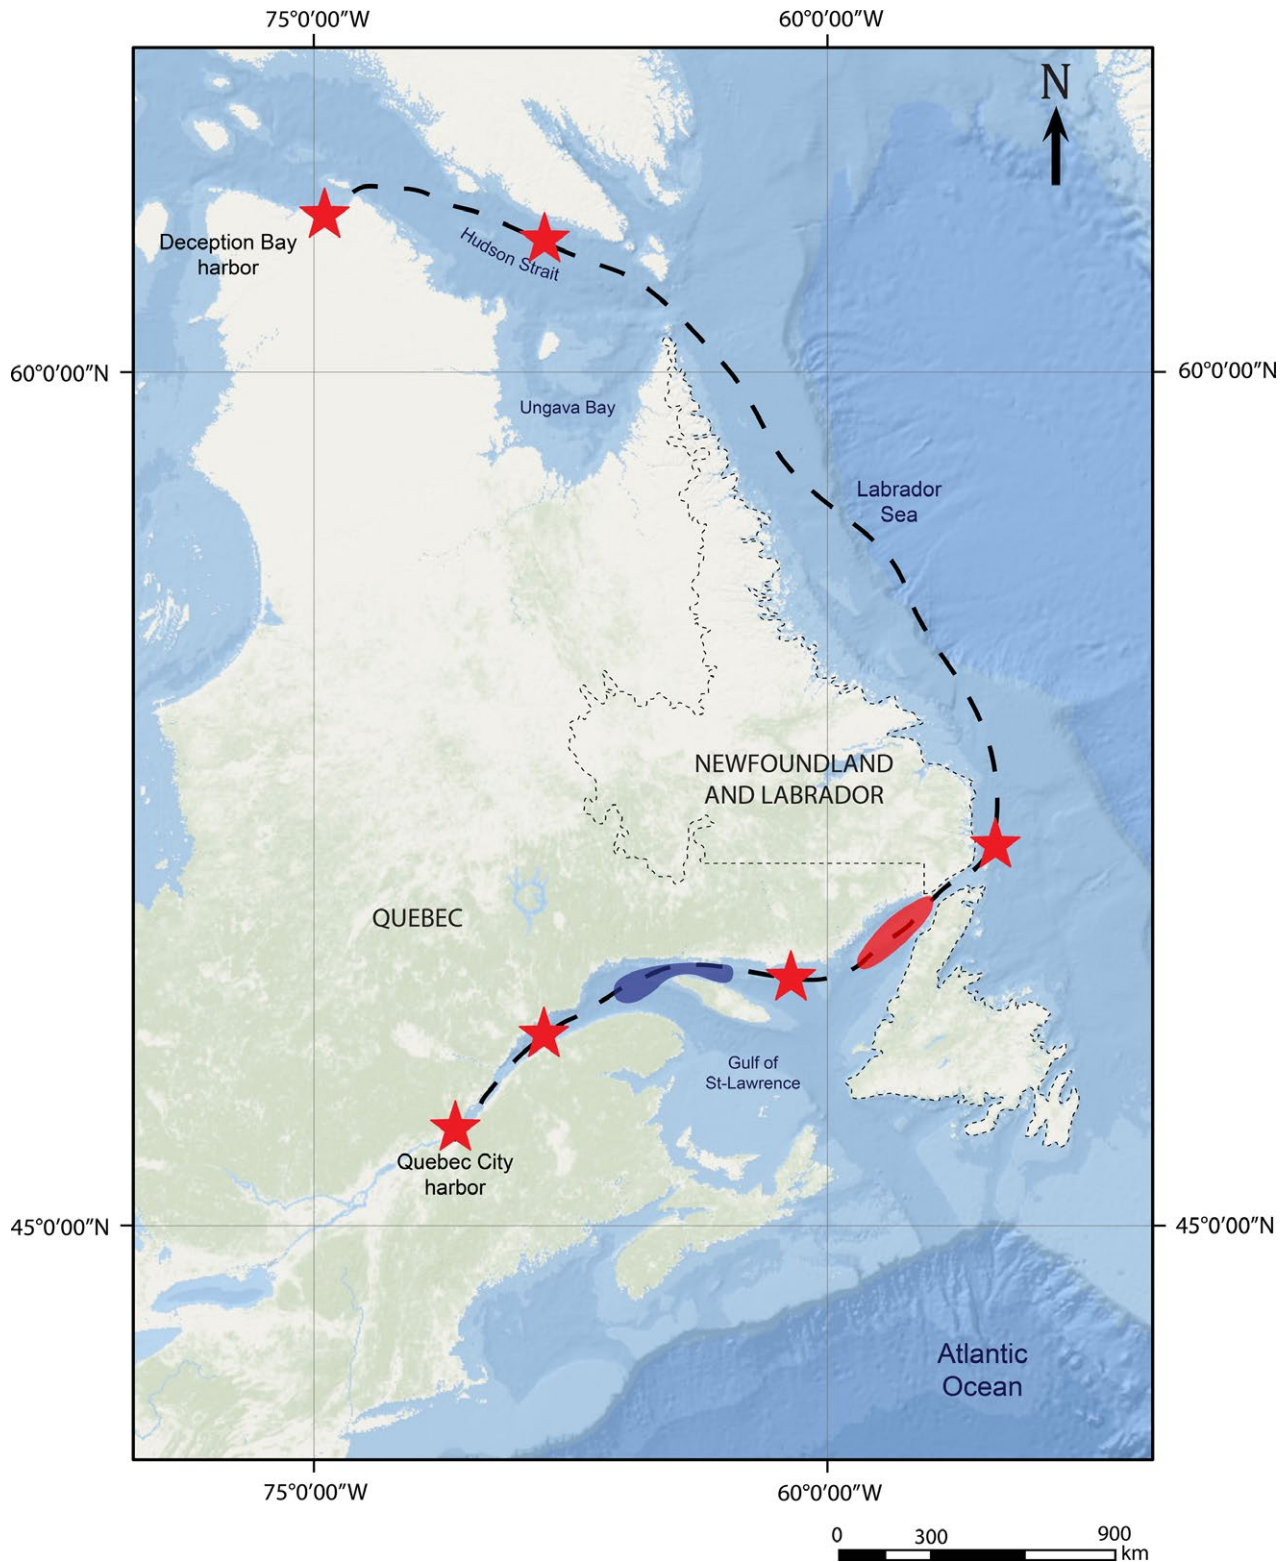 75°0′00″W
60°0′00″W
N
Deception Bay
harbor
Hudson Strait
60°0′00″N
60°0′00″N
Ungava Bay
Labrador
Sea
NEWFOUNDLAND
AND LABRADOR
QUEBEC
Gulf of
St-Lawrence
Quebec City
harbor
45°0′00″N
45°0′00″N
Atlantic
Ocean
75°0′00″W
60°0′00″W
0 300 900
km